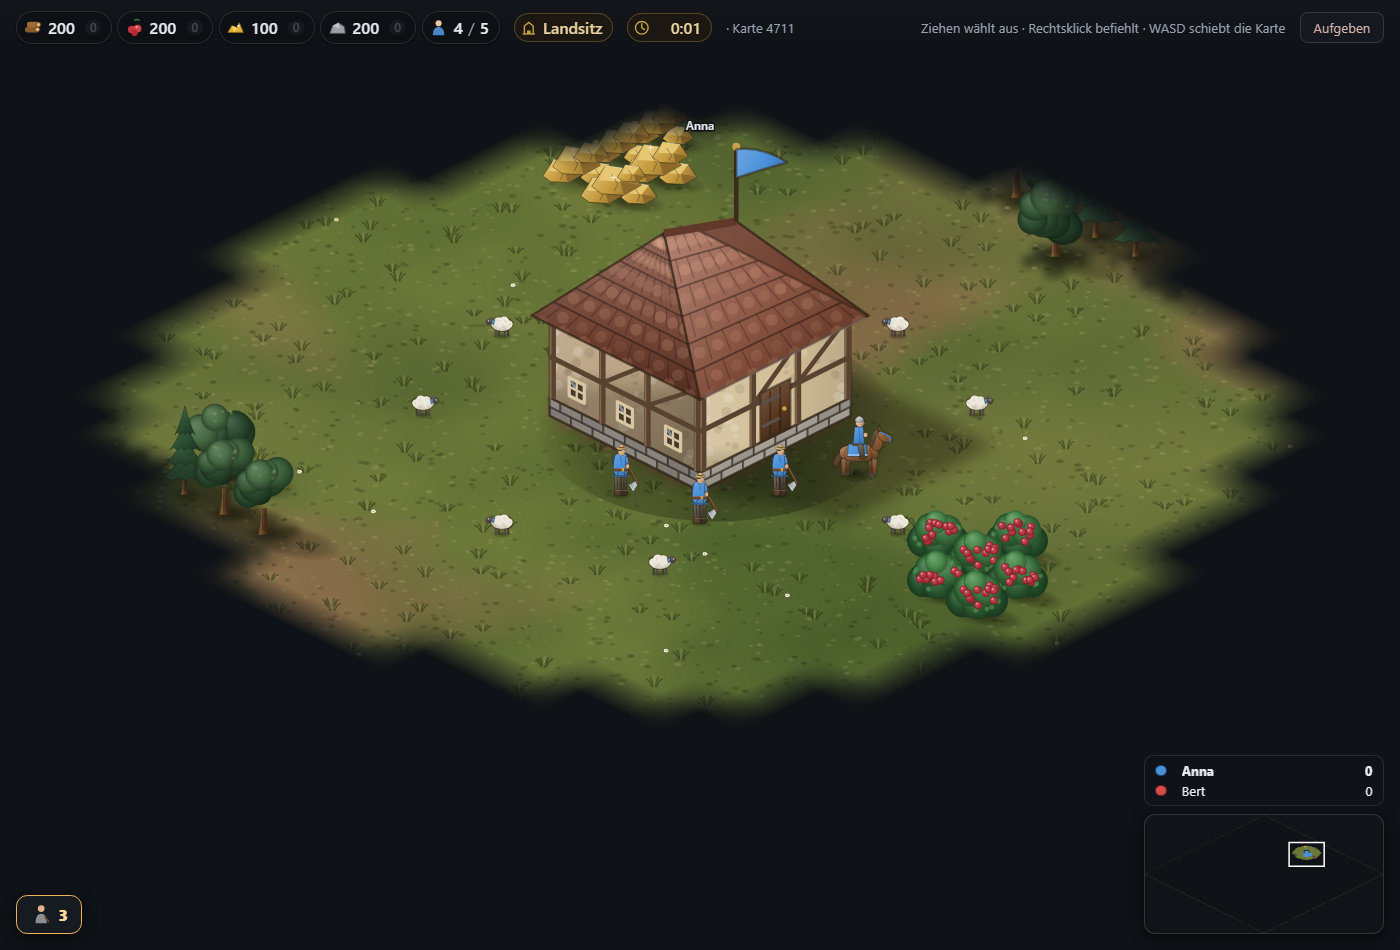 200 0 200 0 100 0 200 0 4 / 5 Landsitz 0:01 · Karte 4711 Ziehen wählt aus · Rechtsklick befiehlt · WASD schiebt die Karte Aufgeben
Anna
Anna 0
Bert 0
3